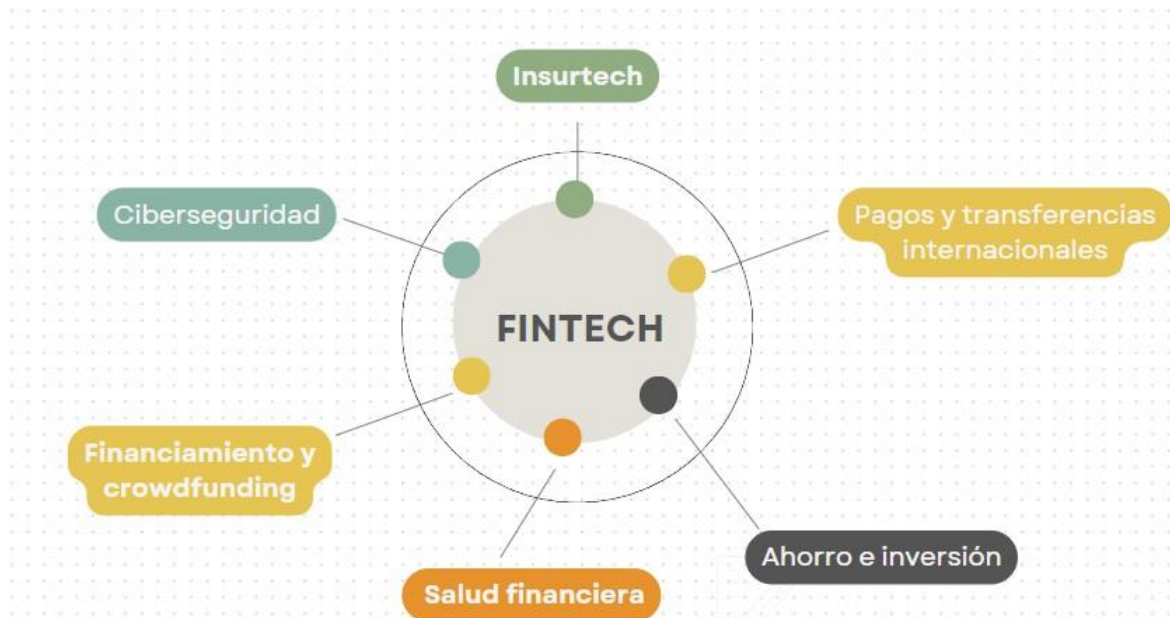 Insurtech
Ciberseguridad
Pagos y transferencias
internacionales
FINTECH
Financiamiento y
crowdfunding
Ahorro e inversión
Salud financiera